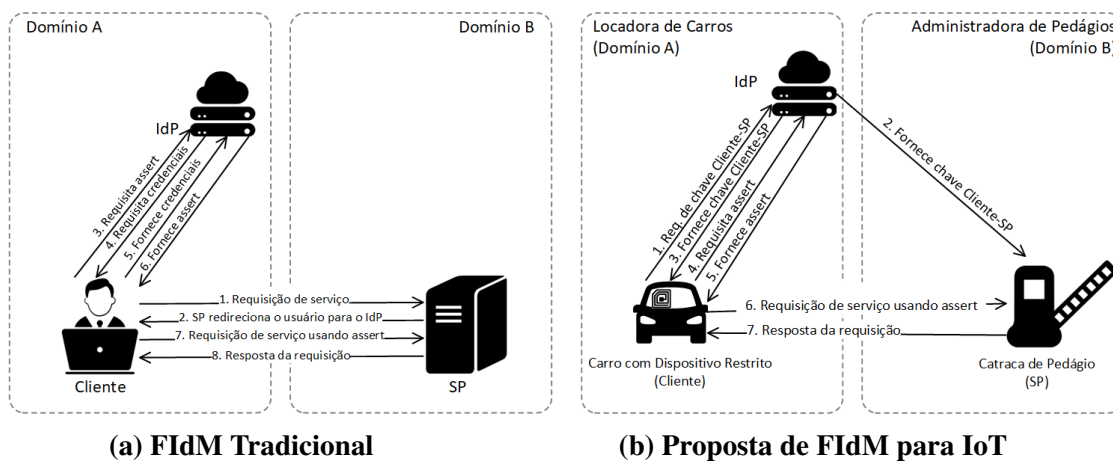 Domínio A
Domínio B
IdP
3. Requisita assert
4. Requisita credenciais
5. Fornece credenciais
6. Fornece assert
1. Requisição de serviço
2. SP redireciona o usuário para o IdP
7. Requisição de serviço usando assert
8. Resposta da requisição
Cliente
SP
(a) FIdM Tradicional
Locadora de Carros
(Domínio A)
Administradora de Pedágios
(Domínio B)
IdP
1. Req. de chave Cliente-SP
3. Fornece chave Cliente-SP
4. Requisita assert
5. Fornece assert
2. Fornece chave Cliente-SP
6. Requisição de serviço usando assert
7. Resposta da requisição
Carro com Dispositivo Restrito
(Cliente)
Catraca de Pedágio
(SP)
(b) Proposta de FIdM para IoT